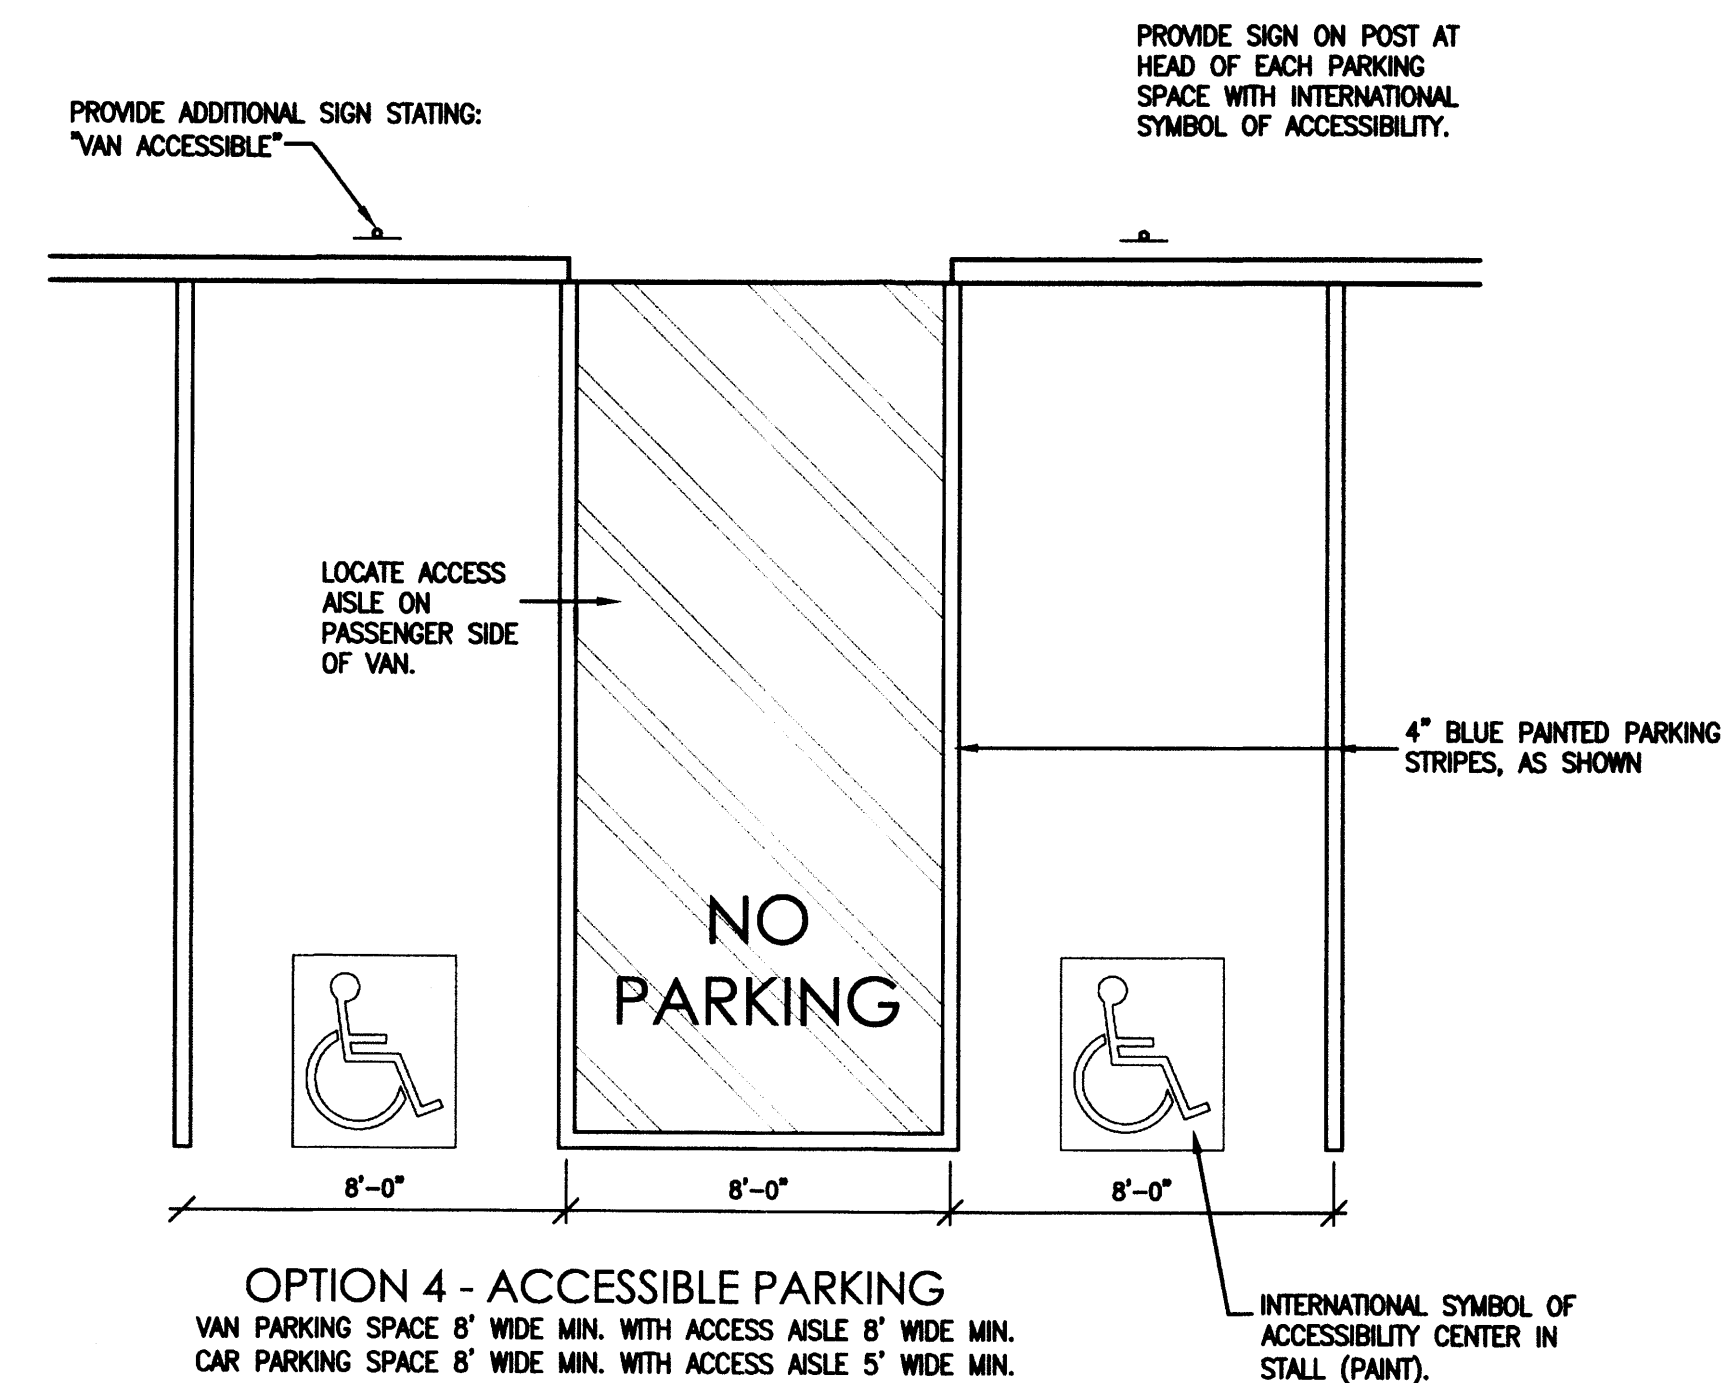 PROVIDE SIGN ON POST AT
HEAD OF EACH PARKING
SPACE WITH INTERNATIONAL
SYMBOL OF ACCESSIBILITY.
PROVIDE ADDITIONAL SIGN STATING:
"VAN ACCESSIBLE"
LOCATE ACCESS
AISLE ON
PASSENGER SIDE
OF VAN.
4" BLUE PAINTED PARKING
STRIPES, AS SHOWN
NO
PARKING
8'-0"
8'-0"
8'-0"
OPTION 4 - ACCESSIBLE PARKING
VAN PARKING SPACE 8' WIDE MIN. WITH ACCESS AISLE 8' WIDE MIN.
CAR PARKING SPACE 8' WIDE MIN. WITH ACCESS AISLE 5' WIDE MIN.
INTERNATIONAL SYMBOL OF
ACCESSIBILITY CENTER IN
STALL (PAINT).